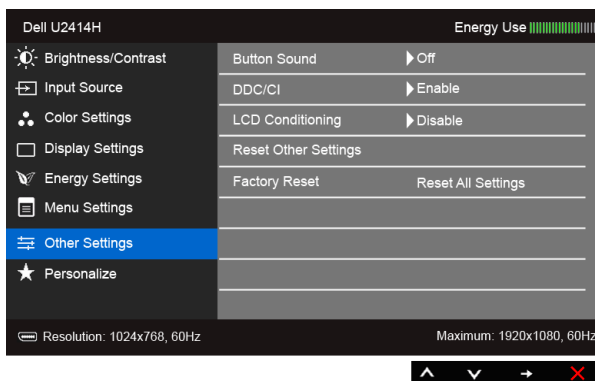 Dell U2414H Energy Use
Brightness/Contrast Button Sound Off
Input Source DDC/CI Enable
Color Settings LCD Conditioning Disable
Display Settings Reset Other Settings
Energy Settings Factory Reset Reset All Settings
Menu Settings
Other Settings
Personalize
Resolution: 1024x768, 60Hz Maximum: 1920x1080, 60Hz